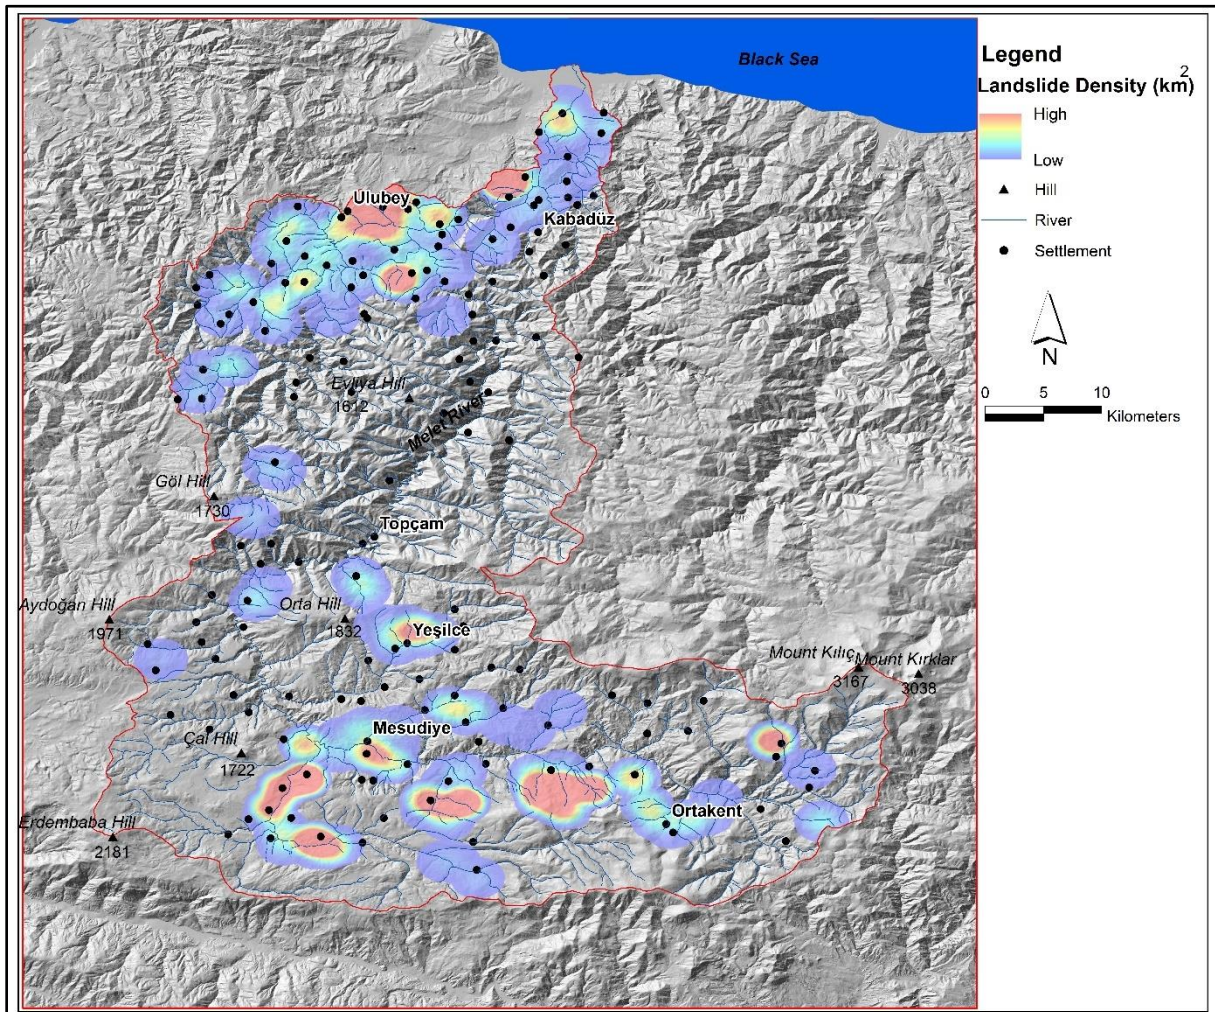 Black Sea
Legend
Landslide Density (km²)
High
Low
Hill
River
Settlement
N
0 5 10
Kilometers
Ulubey
Kabadüz
Evliya Hill
1612
Melet River
Göl Hill
1730
Topçam
Aydoğan Hill
1971
Orta Hill
1832
Yeşilce
Mount Kılıç
3167
Mount Kırklar
3038
Mesudiye
Çal Hill
1722
Ortakent
Erdembaba Hill
2181